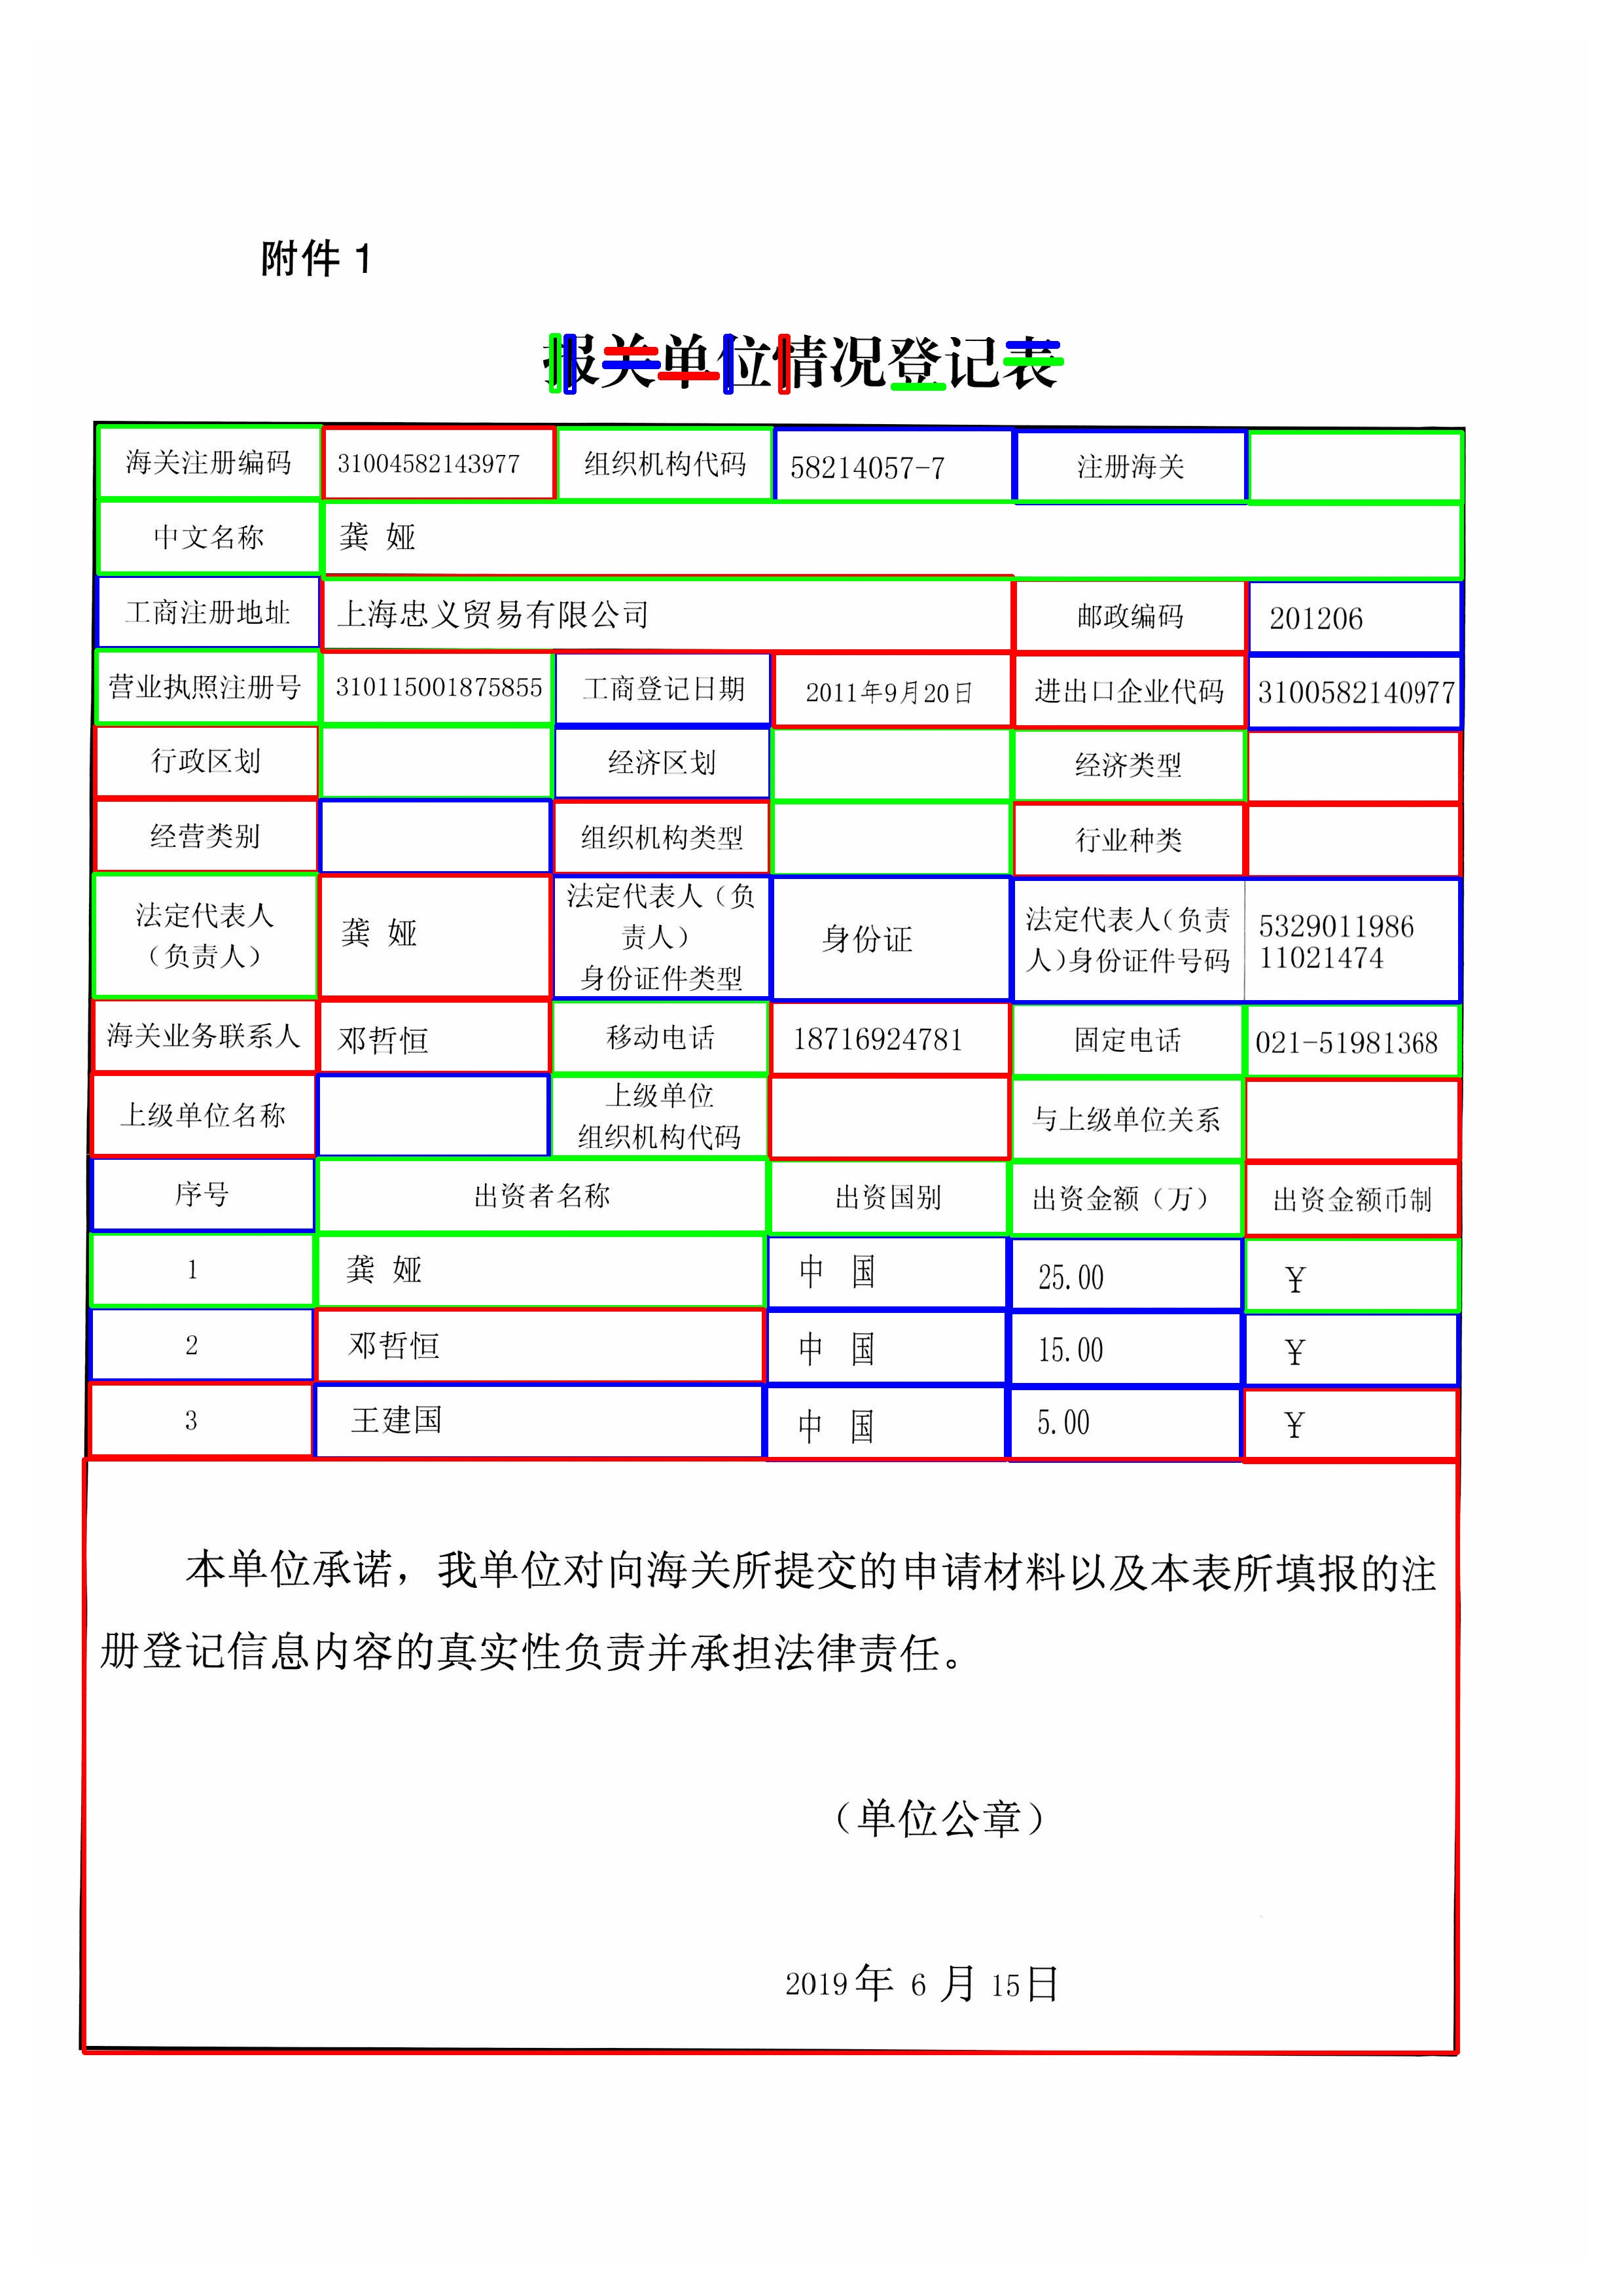 附件 1
报关单位情况登记表
海关注册编码 31004582143977 组织机构代码 58214057-7 注册海关
中文名称 龚 娅
工商注册地址 上海忠义贸易有限公司 邮政编码 201206
营业执照注册号 310115001875855 工商登记日期 2011年9月20日 进出口企业代码 3100582140977
行政区划 经济区划 经济类型
经营类别 组织机构类型 行业种类
法定代表人
（负责人）
龚 娅
法定代表人（负
责人）
身份证件类型
身份证
法定代表人（负责
人）身份证件号码
5329011986
11021474
海关业务联系人 邓哲恒 移动电话 18716924781 固定电话 021-51981368
上级单位名称
上级单位
组织机构代码
与上级单位关系
序号 出资者名称 出资国别 出资金额（万） 出资金额币制
1 龚 娅 中 国 25.00 ¥
2 邓哲恒 中 国 15.00 ¥
3 王建国 中 国 5.00 ¥
本单位承诺，我单位对向海关所提交的申请材料以及本表所填报的注
册登记信息内容的真实性负责并承担法律责任。
（单位公章）
2019年 6 月 15日